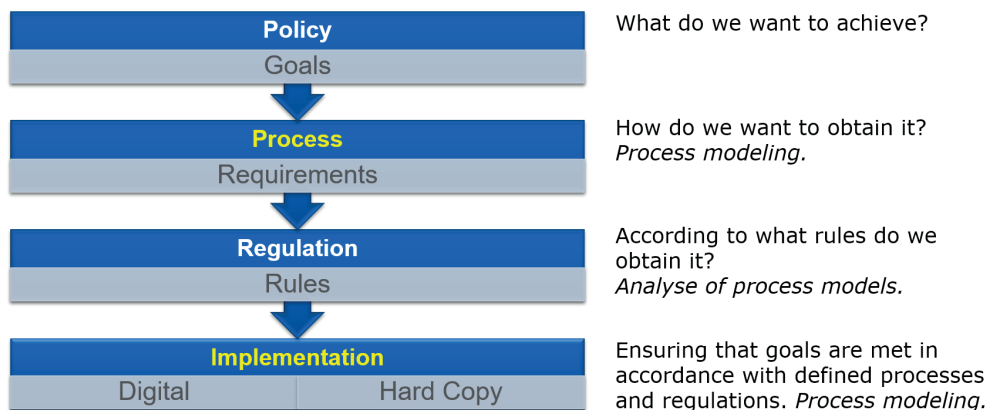 Policy
Goals
What do we want to achieve?
Process
Requirements
How do we want to obtain it?
Process modeling.
Regulation
Rules
According to what rules do we
obtain it?
Analyse of process models.
Implementation
Digital
Hard Copy
Ensuring that goals are met in
accordance with defined processes
and regulations. Process modeling.